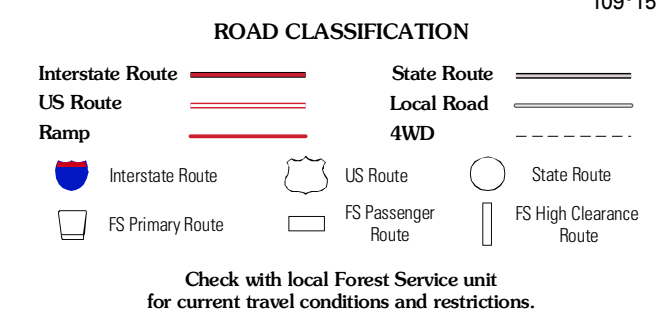 109°15'
ROAD CLASSIFICATION
Interstate Route
State Route
US Route
Local Road
Ramp
4WD
Interstate Route
US Route
State Route
FS Primary Route
FS Passenger
Route
FS High Clearance
Route
Check with local Forest Service unit
for current travel conditions and restrictions.